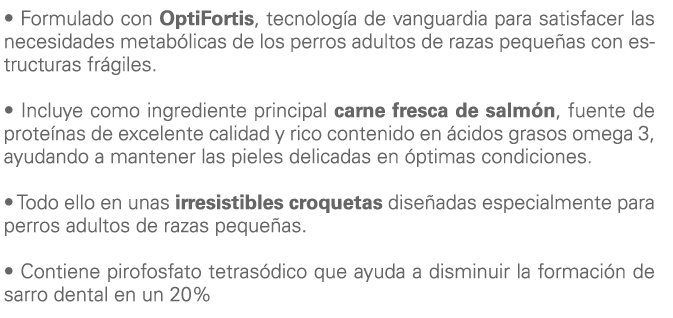 • Formulado con OptiFortis, tecnología de vanguardia para satisfacer las
necesidades metabólicas de los perros adultos de razas pequeñas con es-
tructuras frágiles.
• Incluye como ingrediente principal carne fresca de salmón, fuente de
proteínas de excelente calidad y rico contenido en ácidos grasos omega 3,
ayudando a mantener las pieles delicadas en óptimas condiciones.
• Todo ello en unas irresistibles croquetas diseñadas especialmente para
perros adultos de razas pequeñas.
• Contiene pirofosfato tetrasódico que ayuda a disminuir la formación de
sarro dental en un 20%